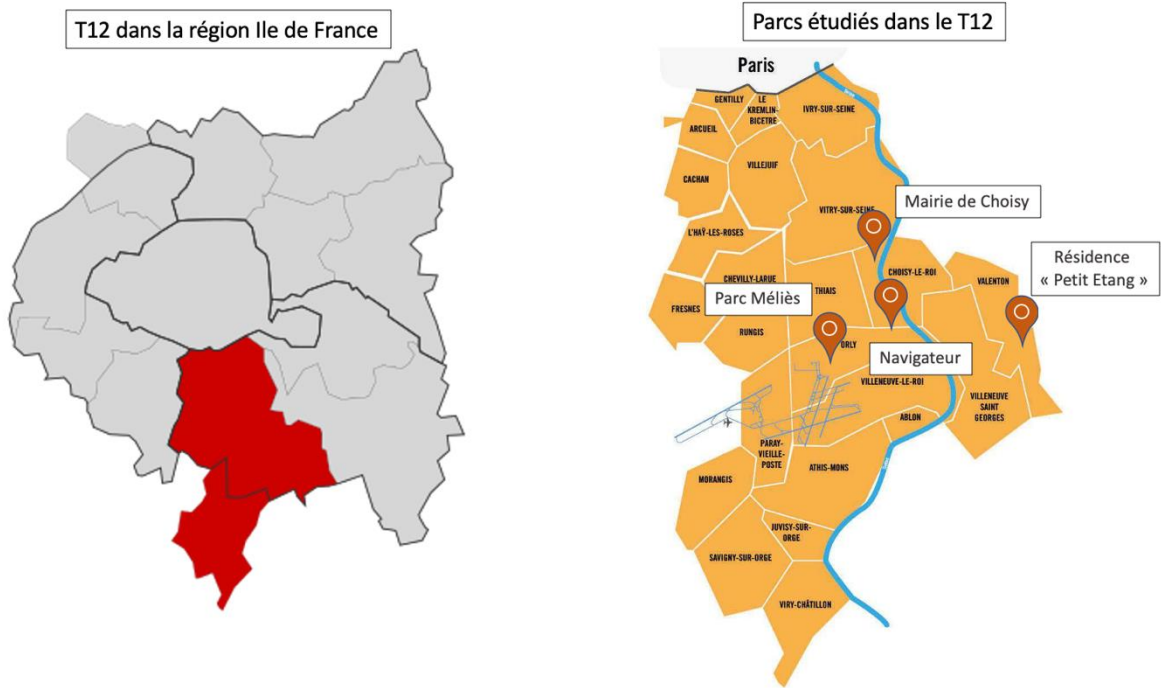 T12 dans la région Ile de France
Parcs étudiés dans le T12
Paris
GENTILLY
LE
KREMLIN-
BICETRE
IVRY-SUR-SEINE
ARCUEIL
VILLEJUIF
CACHAN
VITRY-SUR-SEINE
Mairie de Choisy
L'HAŸ-LES-ROSES
CHOISY-LE-ROI
Résidence
« Petit Etang »
CHEVILLY-LARUE
THIAIS
VALENTON
Parc Méliès
FRESNES
RUNGIS
ORLY
Navigateur
VILLENEUVE-LE-ROI
VILLENEUVE
SAINT
GEORGES
ABLON
PARAY-
VIEILLE-
POSTE
ATHIS-MONS
MORANGIS
JUVISY-SUR-
ORGE
SAVIGNY-SUR-ORGE
VIRY-CHÂTILLON